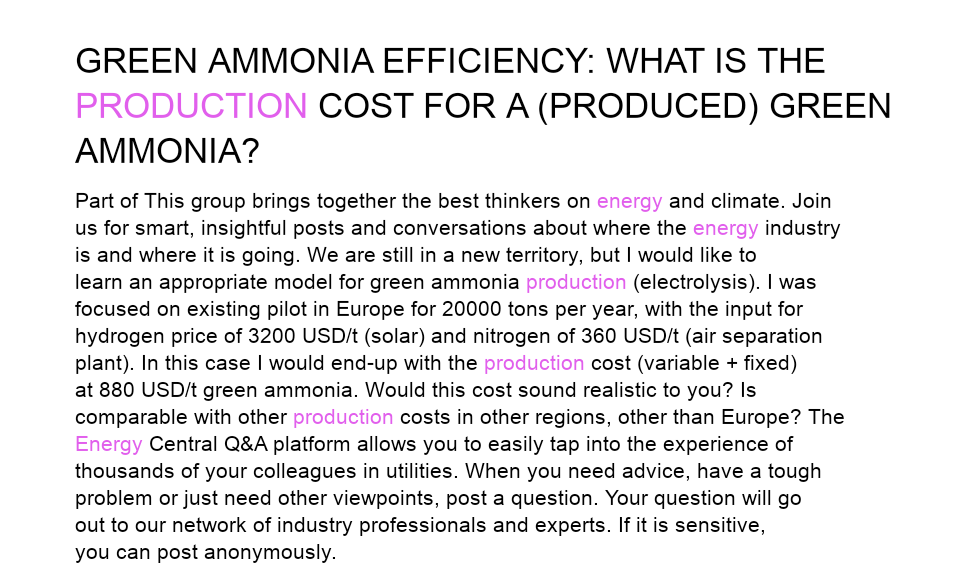 GREEN AMMONIA EFFICIENCY: WHAT IS THE
PRODUCTION COST FOR A (PRODUCED) GREEN
AMMONIA?
Part of This group brings together the best thinkers on energy and climate. Join
us for smart, insightful posts and conversations about where the energy industry
is and where it is going. We are still in a new territory, but I would like to
learn an appropriate model for green ammonia production (electrolysis). I was
focused on existing pilot in Europe for 20000 tons per year, with the input for
hydrogen price of 3200 USD/t (solar) and nitrogen of 360 USD/t (air separation
plant). In this case I would end-up with the production cost (variable + fixed)
at 880 USD/t green ammonia. Would this cost sound realistic to you? Is
comparable with other production costs in other regions, other than Europe? The
Energy Central Q&A platform allows you to easily tap into the experience of
thousands of your colleagues in utilities. When you need advice, have a tough
problem or just need other viewpoints, post a question. Your question will go
out to our network of industry professionals and experts. If it is sensitive,
you can post anonymously.